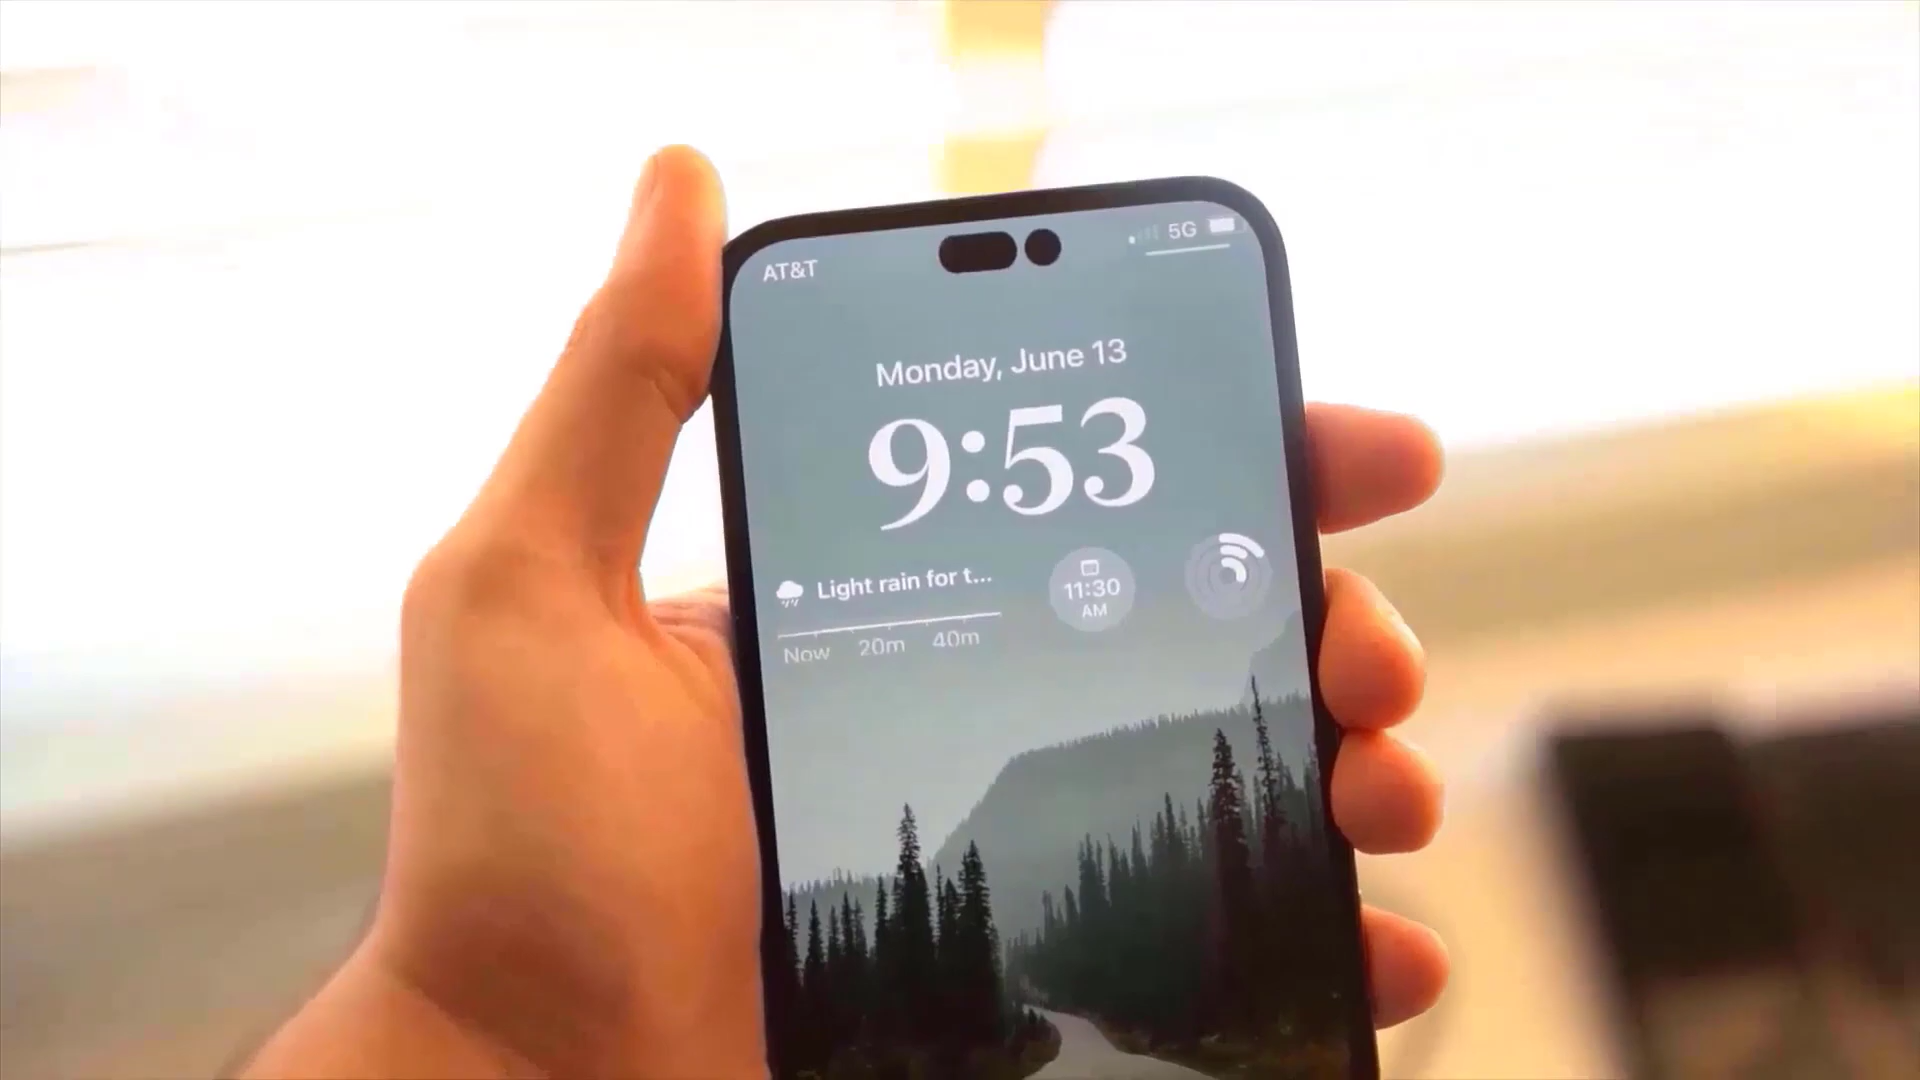 AT&T
5G
Monday, June 13
9:53
Light rain for t...
Now 20m 40m
11:30
AM